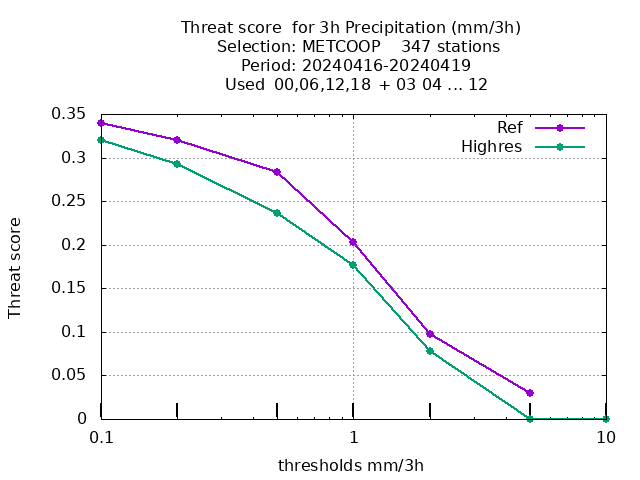 Threat score  for 3h Precipitation (mm/3h)
Selection: METCOOP    347 stations
Period: 20240416-20240419
Used  00,06,12,18 + 03 04 ... 12
Ref
Highres
0.35
0.3
0.25
0.2
0.15
0.1
0.05
0
Threat score
0.1
1
10
thresholds mm/3h